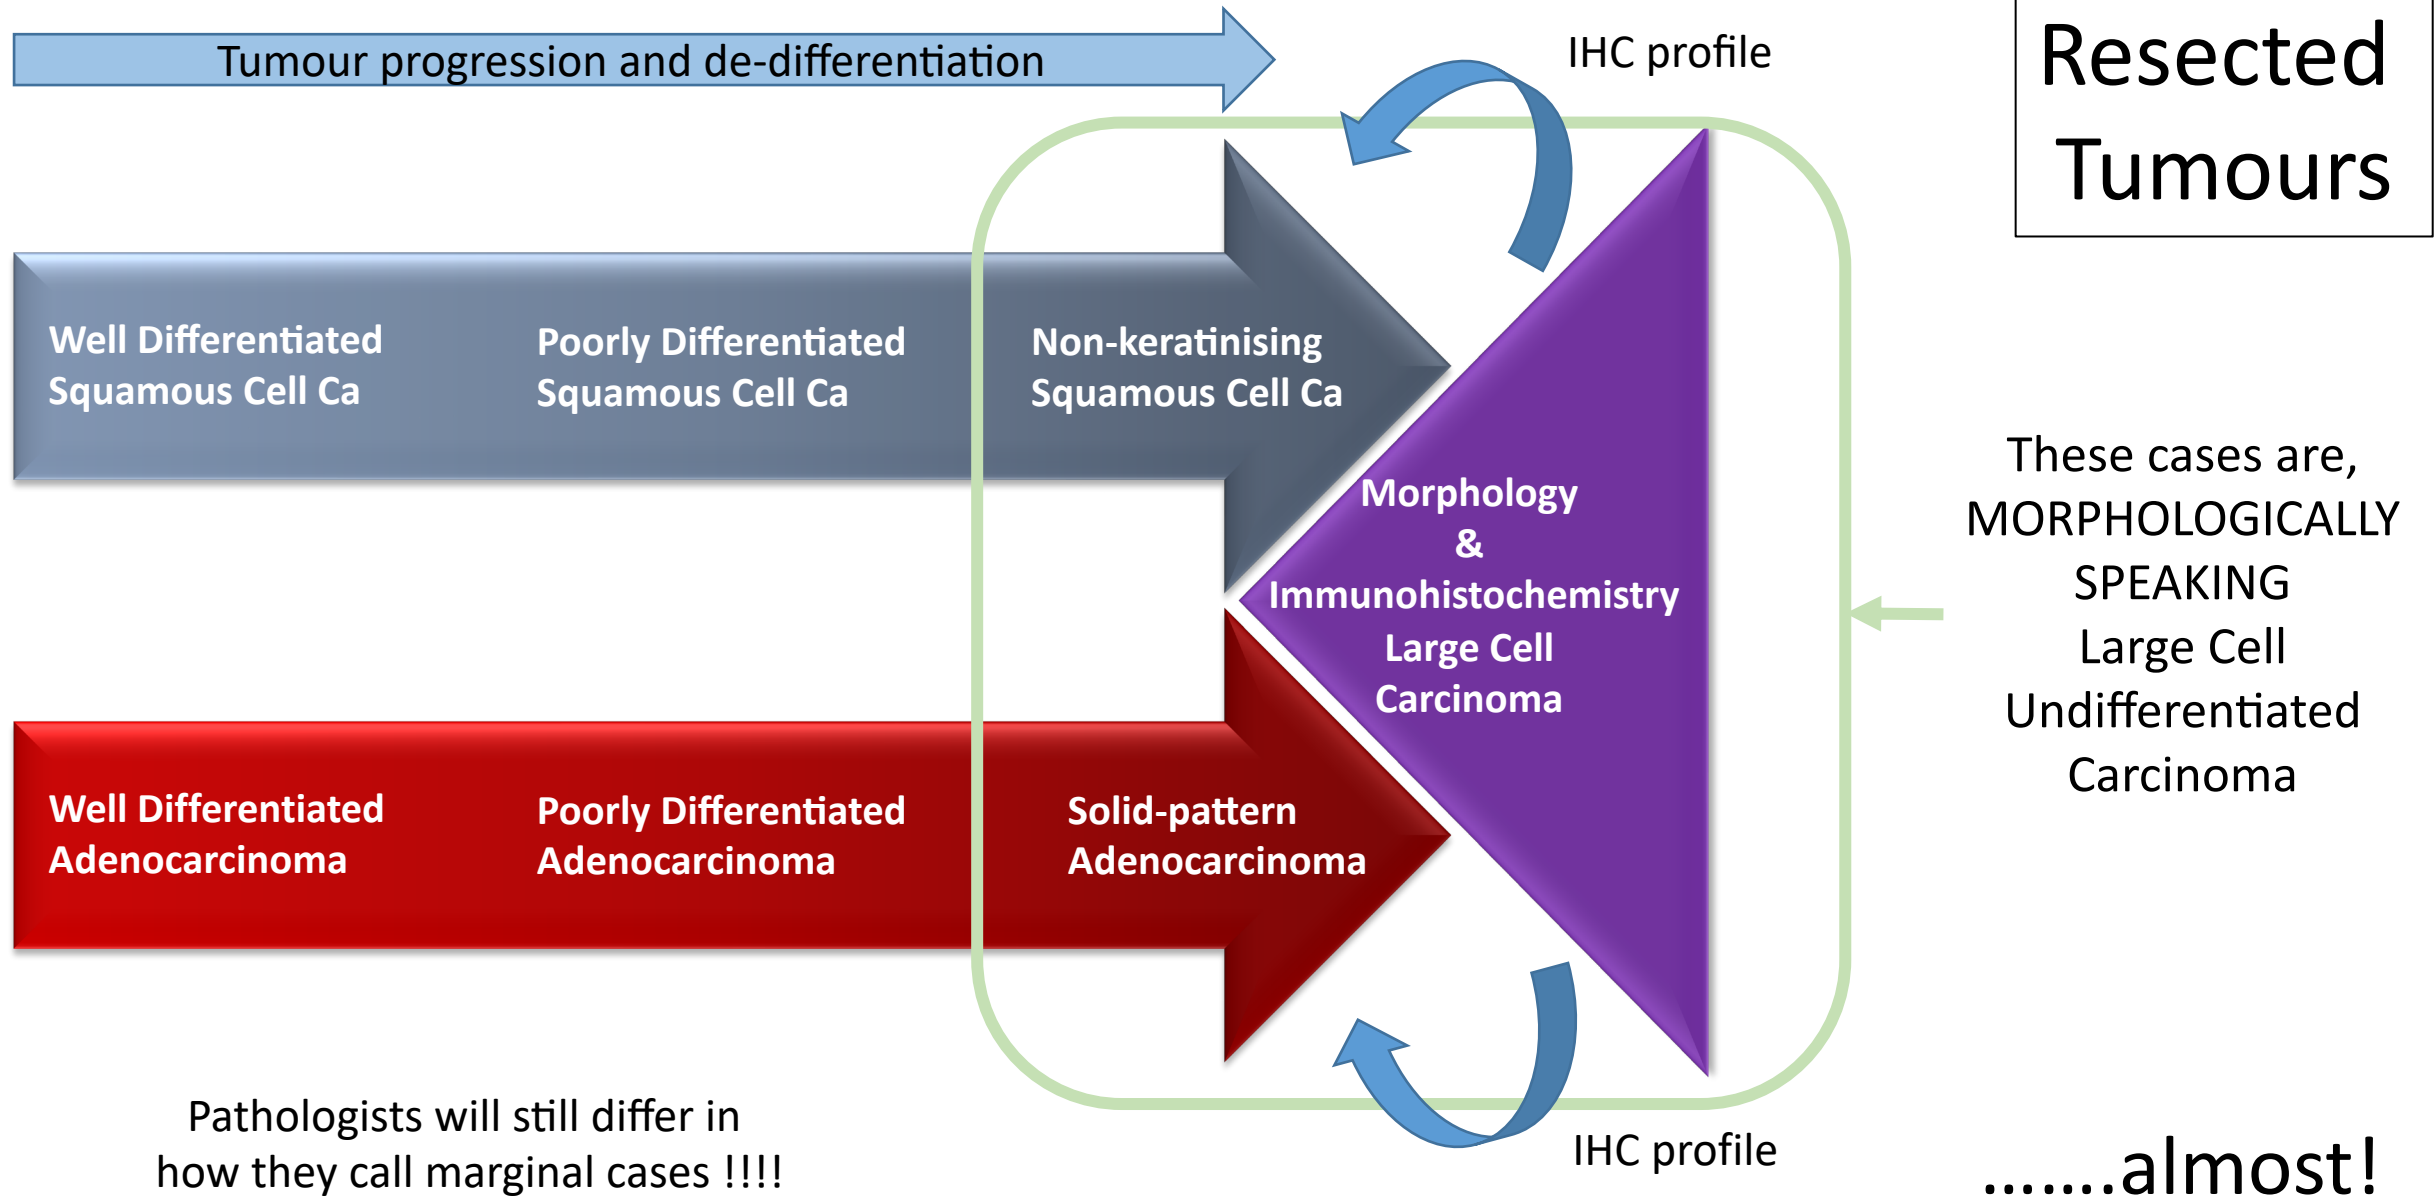 Tumour progression and de-differentiation
IHC profile
Resected
Tumours
Well Differentiated
Squamous Cell Ca
Poorly Differentiated
Squamous Cell Ca
Non-keratinising
Squamous Cell Ca
Morphology
&
Immunohistochemistry
Large Cell
Carcinoma
These cases are,
MORPHOLOGICALLY
SPEAKING
Large Cell
Undifferentiated
Carcinoma
Well Differentiated
Adenocarcinoma
Poorly Differentiated
Adenocarcinoma
Solid-pattern
Adenocarcinoma
Pathologists will still differ in
how they call marginal cases !!!!
IHC profile
.......almost!